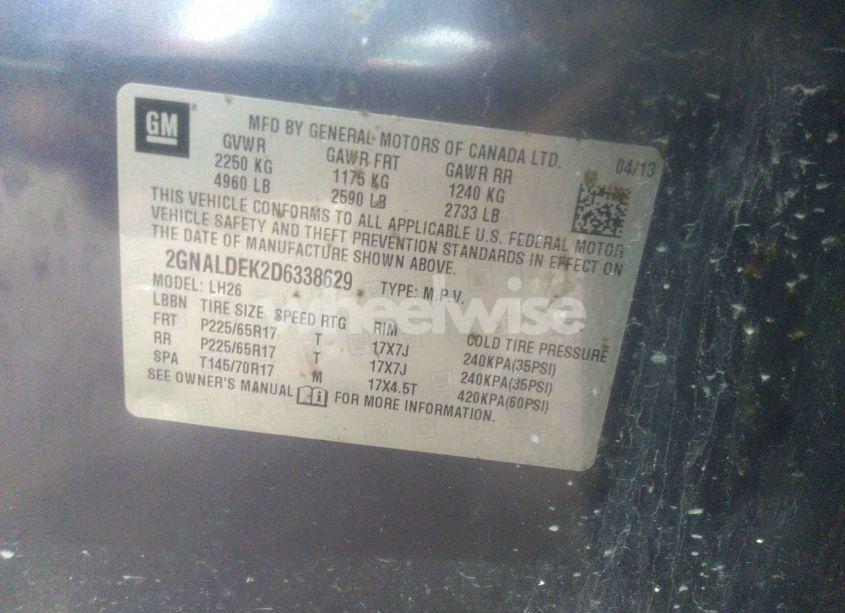 GM
MFD BY GENERAL MOTORS OF CANADA LTD. 04/13
GVWR GAWR FRT GAWR RR
2250 KG 1175 KG 1240 KG
4960 LB 2590 LB 2733 LB
THIS VEHICLE CONFORMS TO ALL APPLICABLE U.S. FEDERAL MOTOR
VEHICLE SAFETY AND THEFT PREVENTION STANDARDS IN EFFECT ON
THE DATE OF MANUFACTURE SHOWN ABOVE.
2GNALDEK2D6338629 TYPE: M.P.V.
MODEL: LH26
LBBN TIRE SIZE SPEED RTG RIM COLD TIRE PRESSURE
FRT P225/65R17 T 17X7J 240KPA(35PSI)
RR P225/65R17 T 17X7J 240KPA(35PSI)
SPA T145/70R17 M 17X4.5T 420KPA(60PSI)
SEE OWNER'S MANUAL FOR MORE INFORMATION.
wheelwise